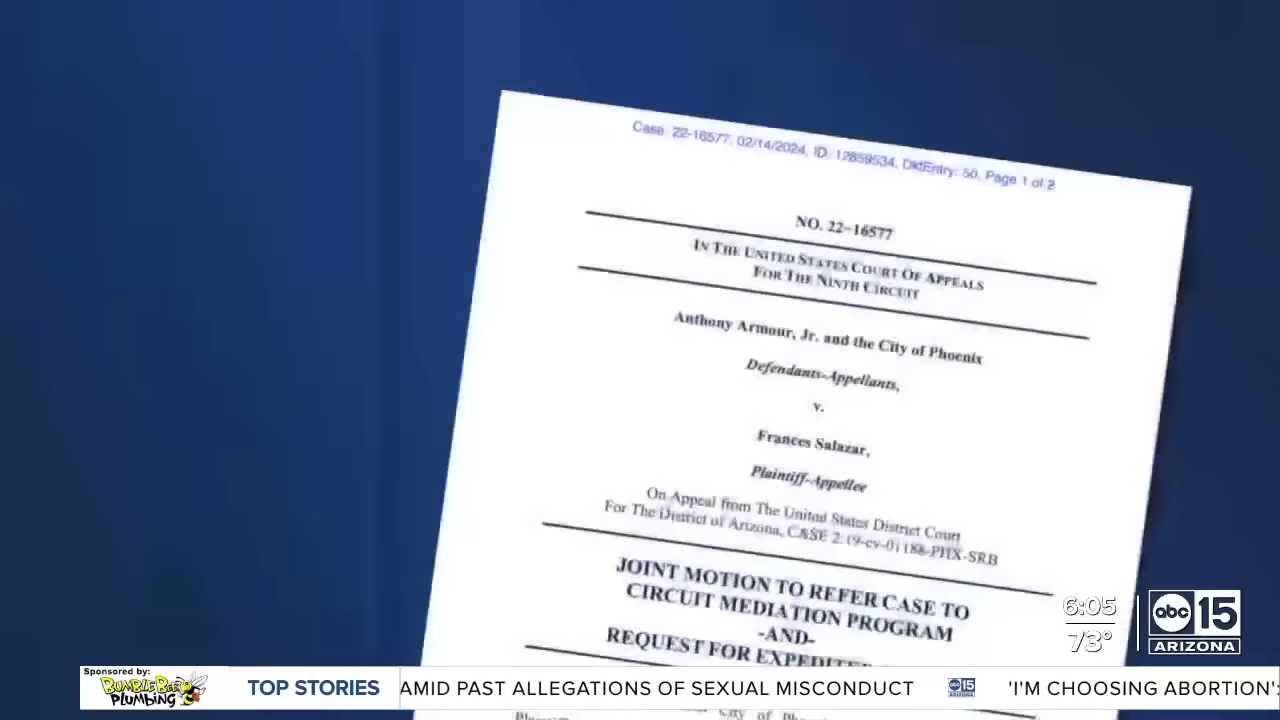 Case: 22-16577, 02/14/2024, ID: 12859534, DktEntry: 50, Page 1 of 2
NO. 22-16577
IN THE UNITED STATES COURT OF APPEALS
FOR THE NINTH CIRCUIT
Anthony Armour, Jr. and the City of Phoenix
Defendants-Appellants,
v.
Frances Salazar,
Plaintiff-Appellee
On Appeal from The United States District Court
For The District of Arizona, CASE 2:19-cv-01188-PHX-SRB
JOINT MOTION TO REFER CASE TO
CIRCUIT MEDIATION PROGRAM
-AND-
REQUEST FOR
6:05
73°
abc 15
ARIZONA
Sponsored by:
BUMBLE BEE
PLUMBING
TOP STORIES
AMID PAST ALLEGATIONS OF SEXUAL MISCONDUCT
abc 15
ARIZONA
'I'M CHOOSING ABORTION'